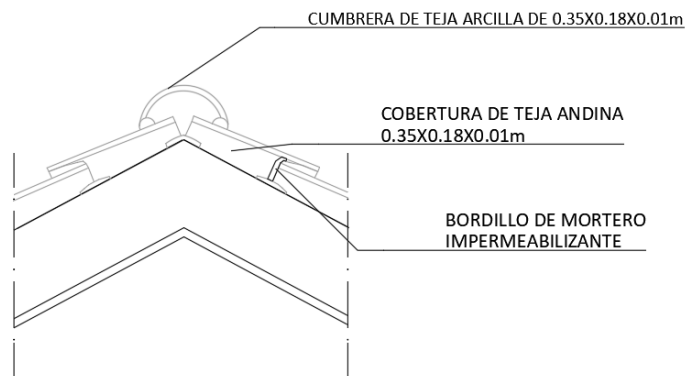 CUMBRERA DE TEJA ARCILLA DE 0.35X0.18X0.01m
COBERTURA DE TEJA ANDINA
0.35X0.18X0.01m
BORDILLO DE MORTERO
IMPERMEABILIZANTE